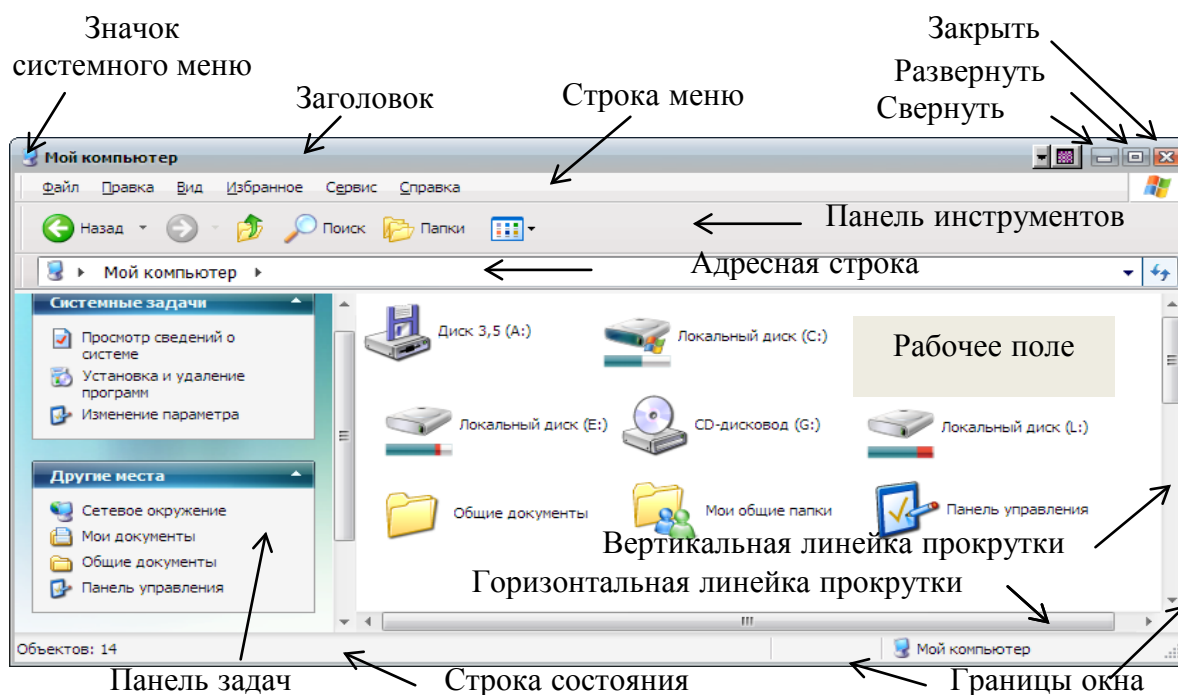 Значок
системного меню
Заголовок
Строка меню
Закрыть
Развернуть
Свернуть
Мой компьютер
Файл Правка Вид Избранное Сервис Справка
Назад Поиск Папки
Панель инструментов
Мой компьютер
Адресная строка
Системные задачи
Просмотр сведений о
системе
Установка и удаление
программ
Изменение параметра
Другие места
Сетевое окружение
Мои документы
Общие документы
Панель управления
Диск 3,5 (A:)
Локальный диск (C:)
Рабочее поле
Локальный диск (E:)
CD-дисковод (G:)
Локальный диск (L:)
Общие документы
Мои общие папки
Панель управления
Вертикальная линейка прокрутки
Горизонтальная линейка прокрутки
Объектов: 14
Мой компьютер
Панель задач
Строка состояния
Границы окна